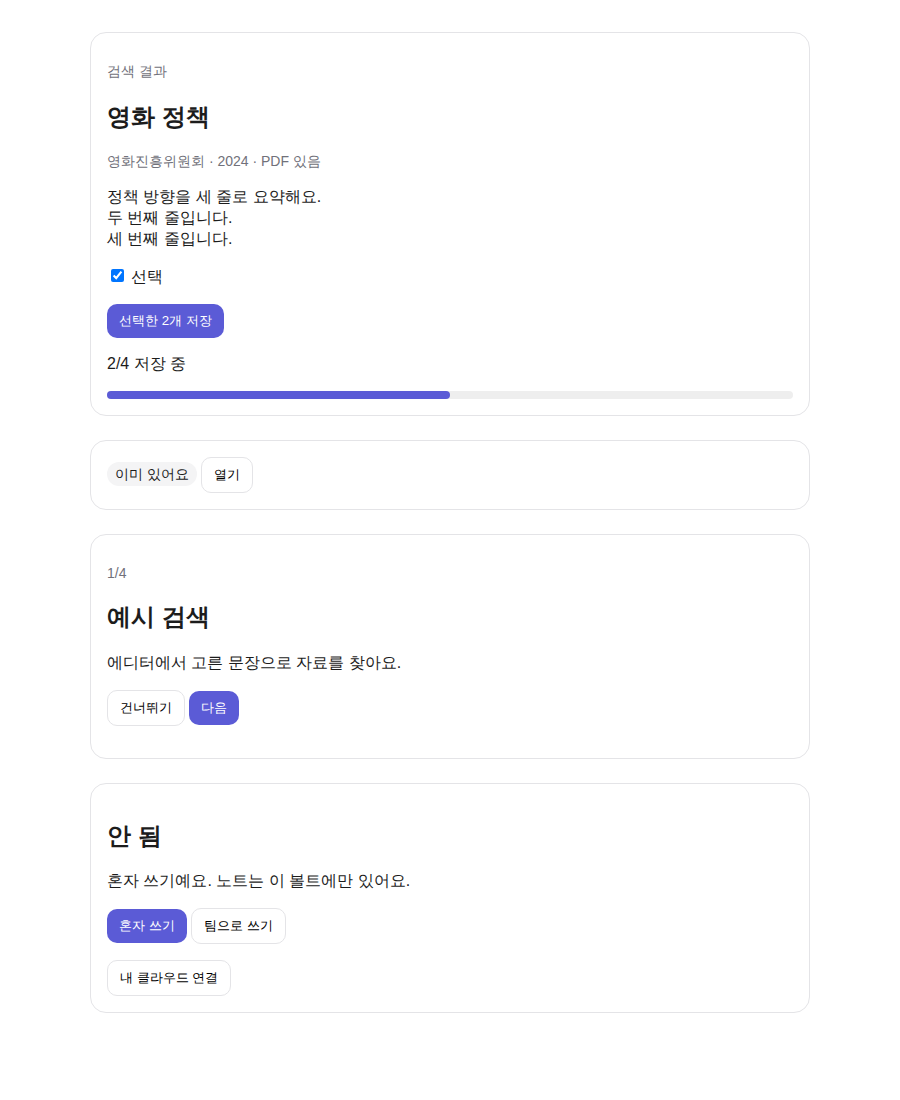 검색 결과
영화 정책
영화진흥위원회 · 2024 · PDF 있음
정책 방향을 세 줄로 요약해요.
두 번째 줄입니다.
세 번째 줄입니다.
선택
선택한 2개 저장
2/4 저장 중
이미 있어요 열기
1/4
예시 검색
에디터에서 고른 문장으로 자료를 찾아요.
건너뛰기 다음
안 됨
혼자 쓰기예요. 노트는 이 볼트에만 있어요.
혼자 쓰기 팀으로 쓰기
내 클라우드 연결